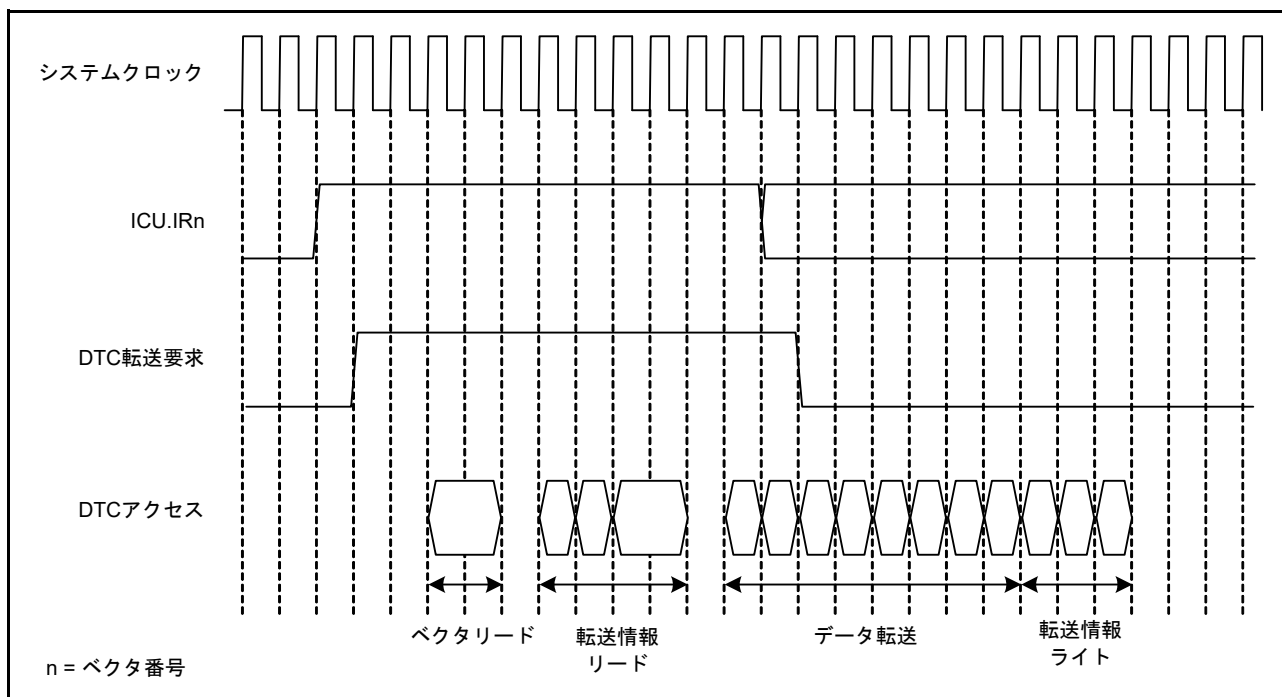 システムクロック
ICU.IRn
DTC転送要求
DTCアクセス
ベクタリード
転送情報
リード
データ転送
転送情報
ライト
n = ベクタ番号